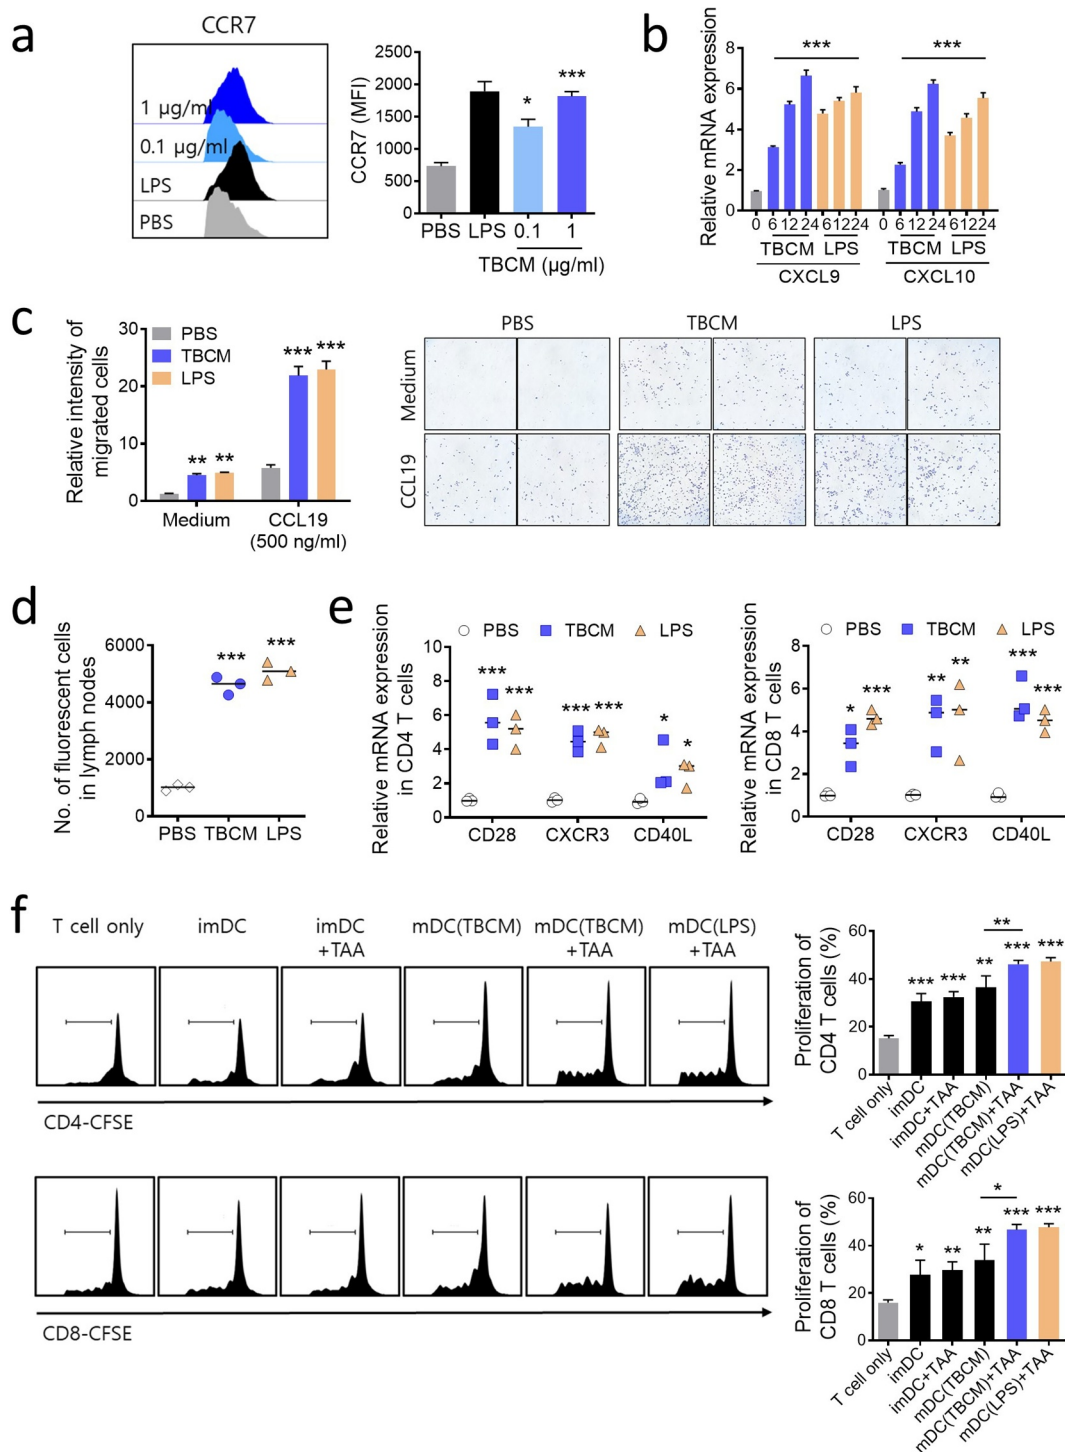 a
CCR7
1 µg/ml
0.1 µg/ml
LPS
PBS
CCR7 (MFI)
2500
2000
1500
1000
500
0
* ***
PBS LPS 0.1 1
TBCM (µg/ml)
b
Relative mRNA expression
8
6
4
2
0
*** ***
0 6 12 24 6 12 24 0 6 12 24 6 12 24
TBCM LPS TBCM LPS
CXCL9 CXCL10
c
Relative intensity of
migrated cells
30
20
10
0
PBS
TBCM
LPS
** ** *** ***
Medium CCL19
(500 ng/ml)
PBS TBCM LPS
Medium
CCL19
d
No. of fluorescent cells
in lymph nodes
6000
4000
2000
0
*** ***
PBS TBCM LPS
e
Relative mRNA expression
in CD4 T cells
PBS TBCM LPS
10
8
6
4
2
0
*** *** *** *** * *
CD28 CXCR3 CD40L
Relative mRNA expression
in CD8 T cells
PBS TBCM LPS
8
6
4
2
0
* *** ** ** *** ***
CD28 CXCR3 CD40L
f
T cell only imDC imDC mDC(TBCM) mDC(TBCM) mDC(LPS)
+TAA +TAA +TAA
CD4-CFSE
Proliferation of
CD4 T cells (%)
60
40
20
0
**
*** *** ** *** ***
T cell only
imDC
imDC+TAA
mDC(TBCM)
mDC(TBCM)+TAA
mDC(LPS)+TAA
CD8-CFSE
Proliferation of
CD8 T cells (%)
60
40
20
0
*
* ** ** *** ***
T cell only
imDC
imDC+TAA
mDC(TBCM)
mDC(TBCM)+TAA
mDC(LPS)+TAA